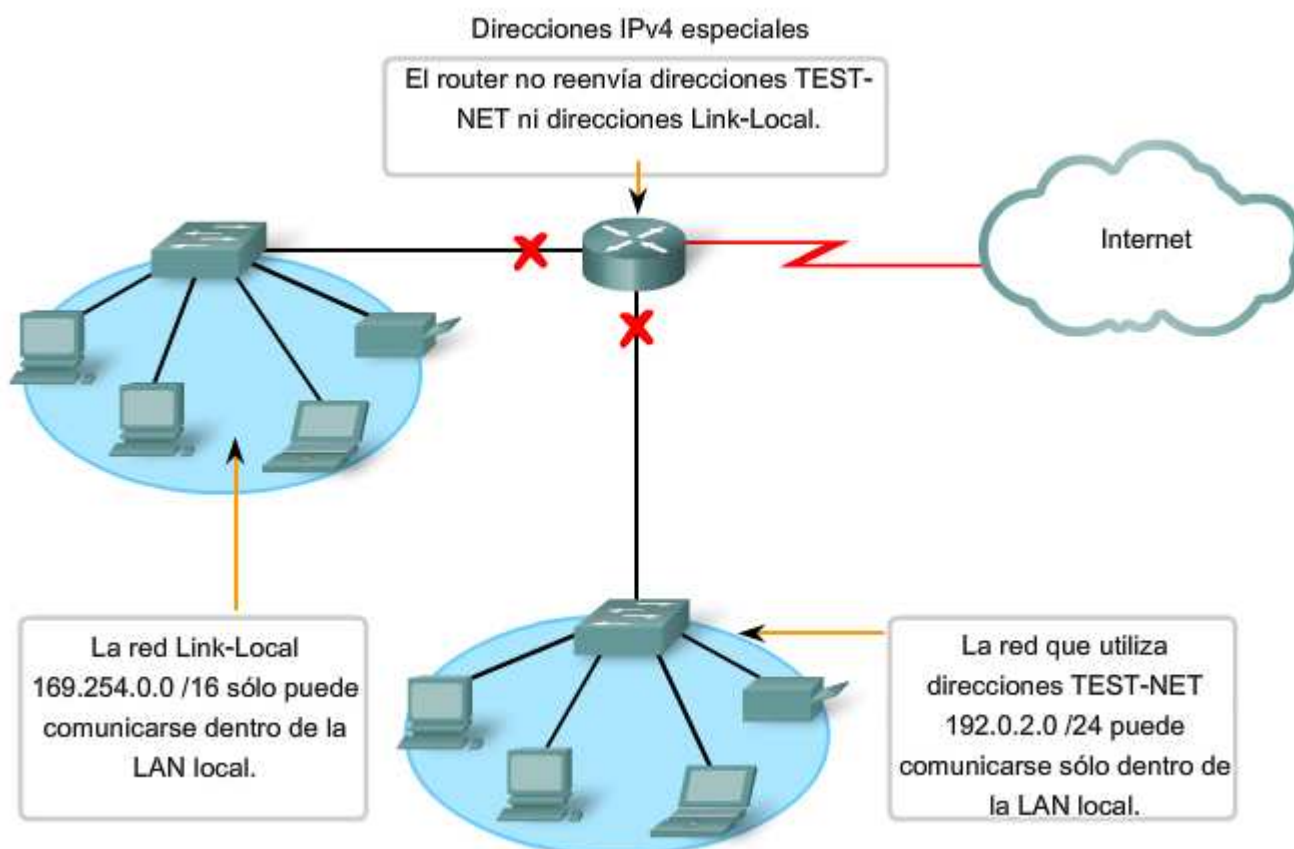 Direcciones IPv4 especiales
El router no reenvía direcciones TEST-
NET ni direcciones Link-Local.
Internet
La red Link-Local
169.254.0.0 /16 sólo puede
comunicarse dentro de la
LAN local.
La red que utiliza
direcciones TEST-NET
192.0.2.0 /24 puede
comunicarse sólo dentro de
la LAN local.